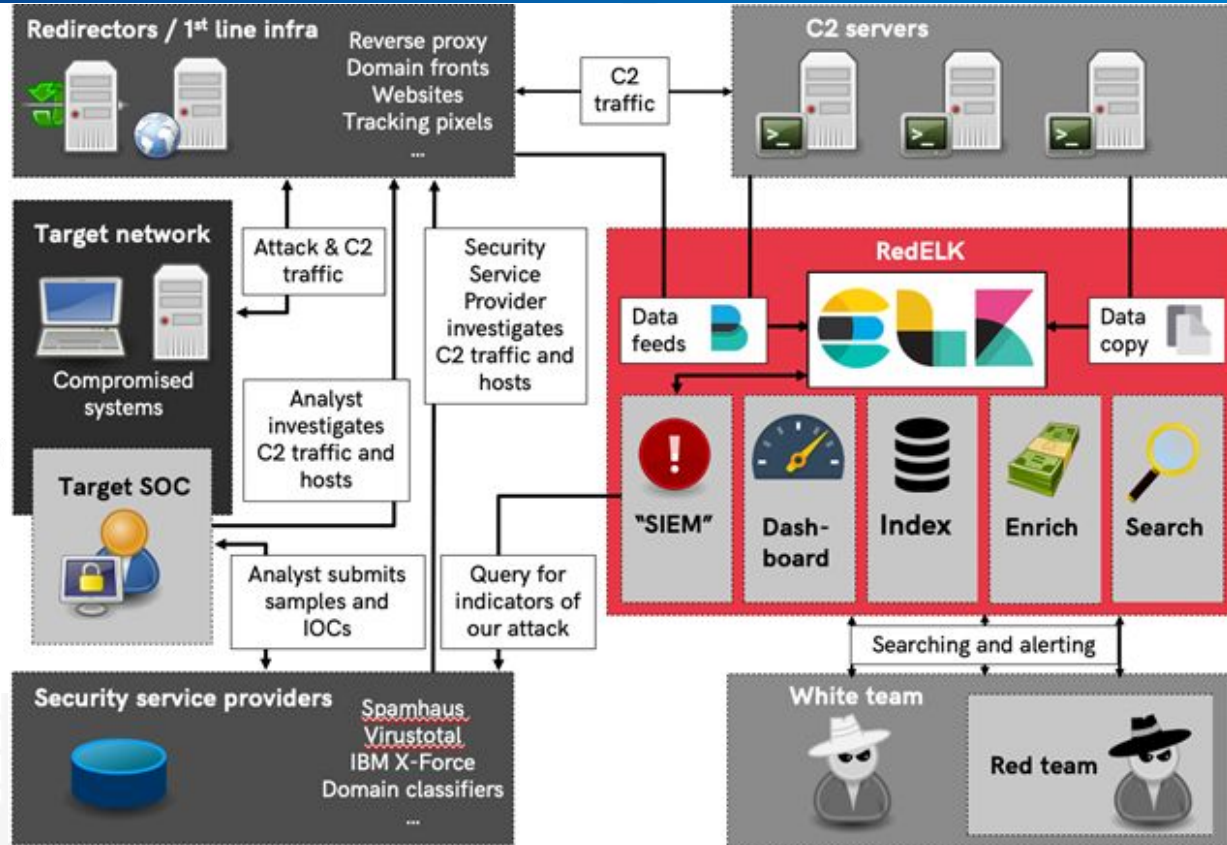 Redirectors / 1st line infra
Reverse proxy
Domain fronts
Websites
Tracking pixels
...
C2
traffic
C2 servers
>_
>_
>_
Target network
Compromised
systems
Attack & C2
traffic
Security
Service
Provider
investigates
C2 traffic and
hosts
Analyst
investigates
C2 traffic and
hosts
Target SOC
Analyst submits
samples and
IOCs
Query for
indicators of
our attack
RedELK
Data
feeds
B
ELK
Data
copy
!
"SIEM"
Dash-
board
Index
Enrich
Search
Searching and alerting
Security service providers
Spamhaus
Virustotal
IBM X-Force
Domain classifiers
...
White team
Red team